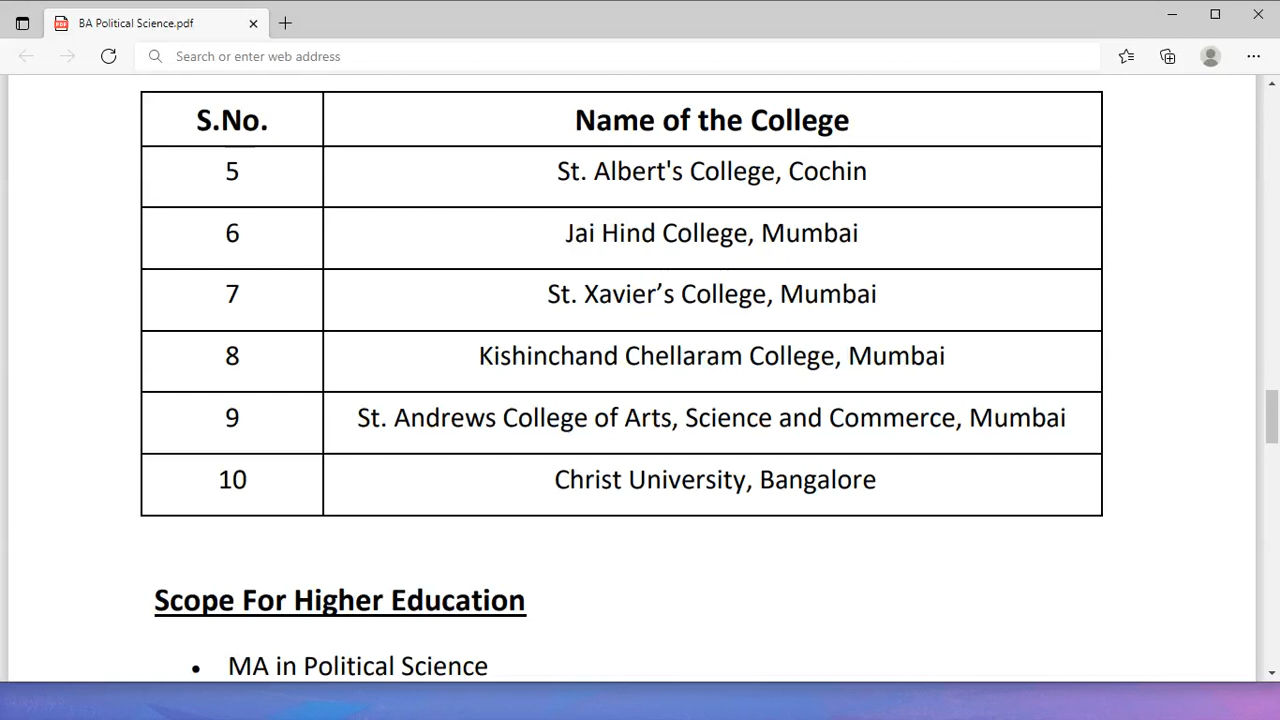 BA Political Science.pdf
Search or enter web address
S.No. Name of the College
5 St. Albert's College, Cochin
6 Jai Hind College, Mumbai
7 St. Xavier’s College, Mumbai
8 Kishinchand Chellaram College, Mumbai
9 St. Andrews College of Arts, Science and Commerce, Mumbai
10 Christ University, Bangalore
Scope For Higher Education
• MA in Political Science